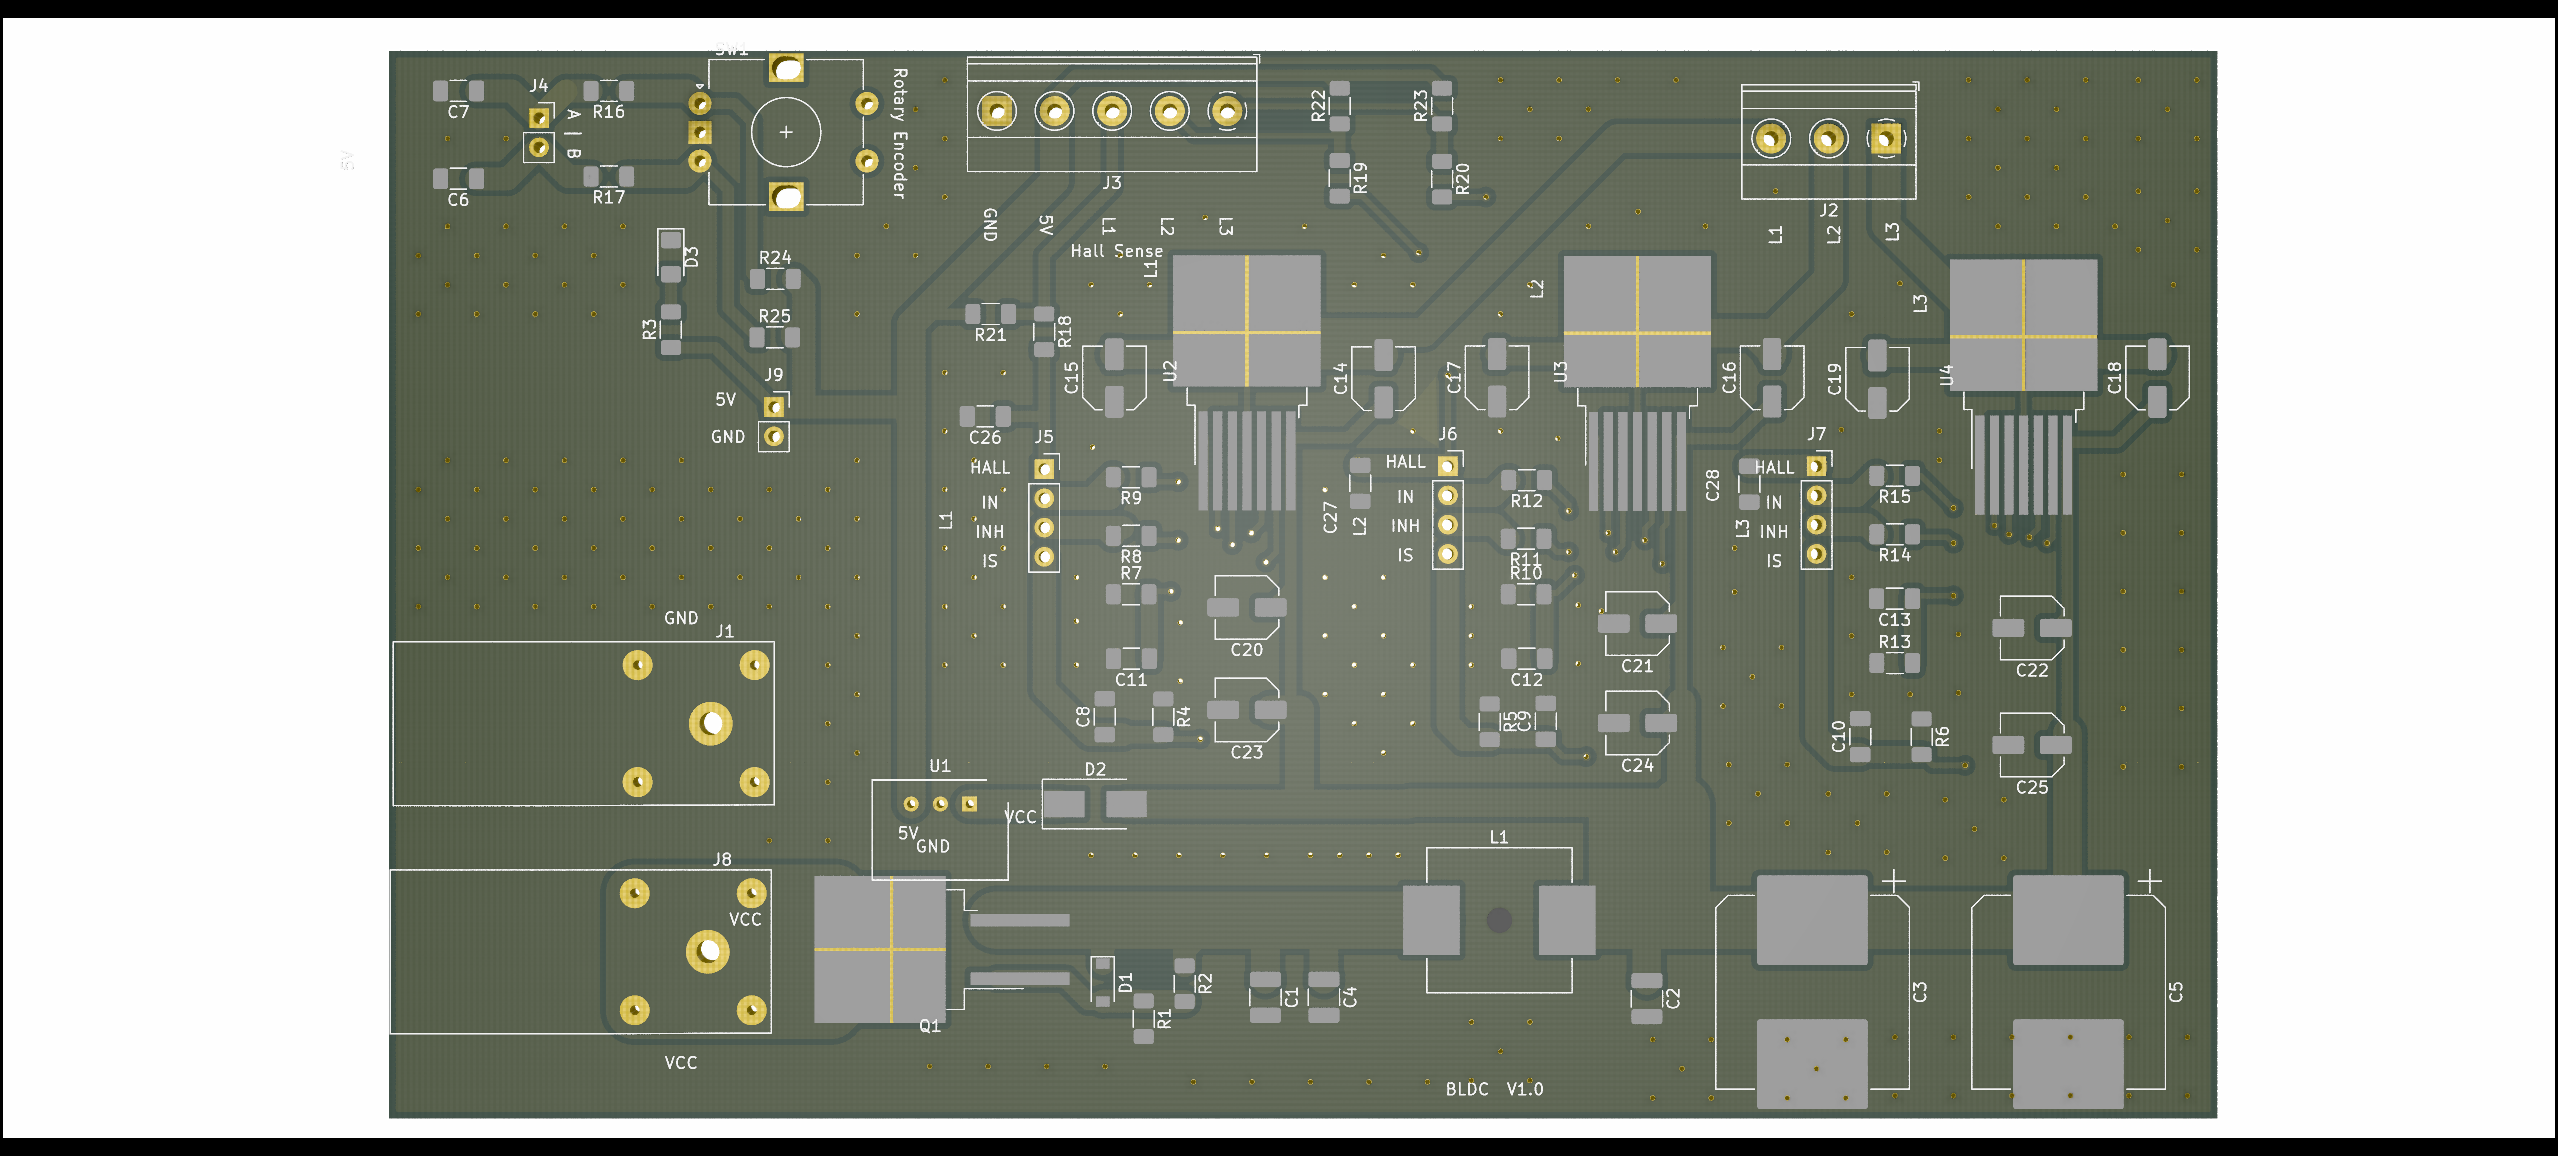 SW1
Rotary Encoder
J4
A | B
C7
R16
C6
R17
J3
GND
5V
L1
L2
L3
Hall Sense
R22
R23
R19
R20
J2
L1
L2
L3
D3
R3
R24
R25
J9
5V
GND
R21
R18
C26
C15
L1
U2
C14
C17
L2
U3
C16
C19
L3
U4
C18
J5
HALL
IN
INH
IS
L1
R9
R8
R7
C11
C8
R4
C20
C23
C27
L2
J6
HALL
IN
INH
IS
R12
R11
R10
C12
R5
C9
C21
C24
C28
L3
J7
HALL
IN
INH
IS
R15
R14
C13
R13
C10
R6
C22
C25
GND
J1
U1
5V
GND
VCC
D2
J8
VCC
VCC
Q1
D1
R1
R2
C1
C4
L1
C2
C3
C5
BLDC V1.0